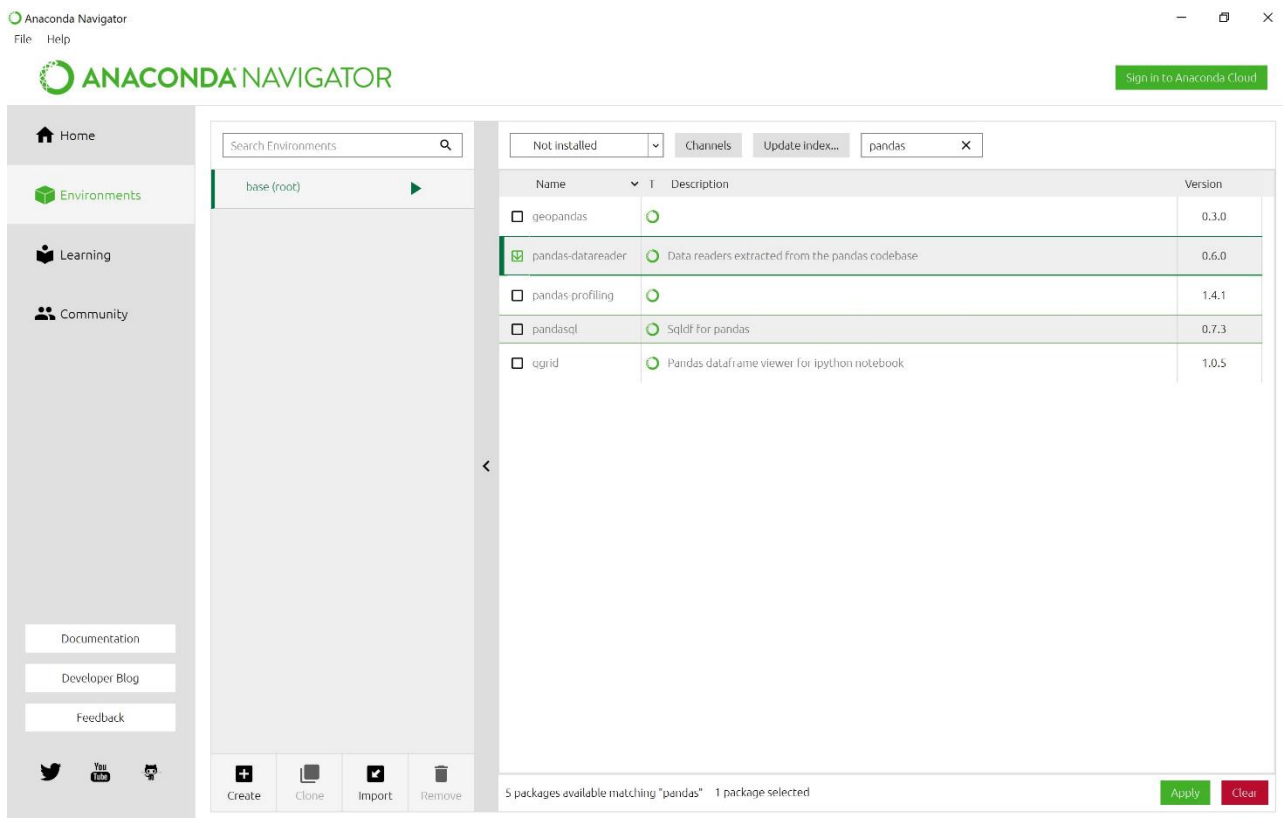 Anaconda Navigator
File Help
ANACONDA NAVIGATOR
Sign in to Anaconda Cloud
Home
Environments
Learning
Community
Documentation
Developer Blog
Feedback
You
Tube
Search Environments
base (root)
Create Clone Import Remove
Not installed Channels Update index... pandas
Name T Description Version
geopandas 0.3.0
pandas-datareader Data readers extracted from the pandas codebase 0.6.0
pandas-profiling 1.4.1
pandasql Sqldf for pandas 0.7.3
qgrid Pandas dataframe viewer for ipython notebook 1.0.5
5 packages available matching "pandas" 1 package selected
Apply Clear